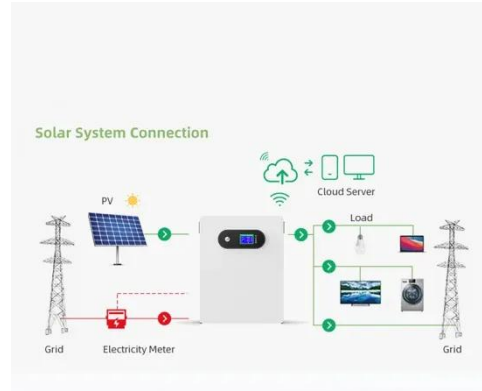 Solar System Connection
Cloud Server
PV
Load
Grid
Electricity Meter
Grid